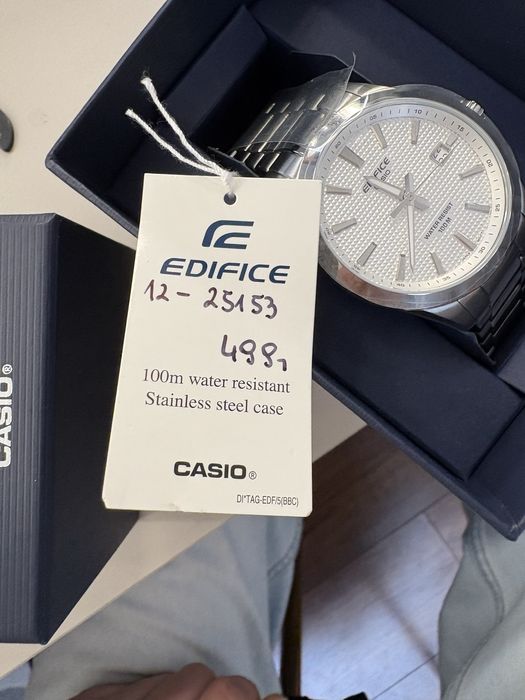 EDIFICE
12-25153
499,
100m water resistant
Stainless steel case
CASIO®
DI*TAG-EDF/5(BBC)
EDIFICE
CASIO
WATER RESIST
100M
CASIO®